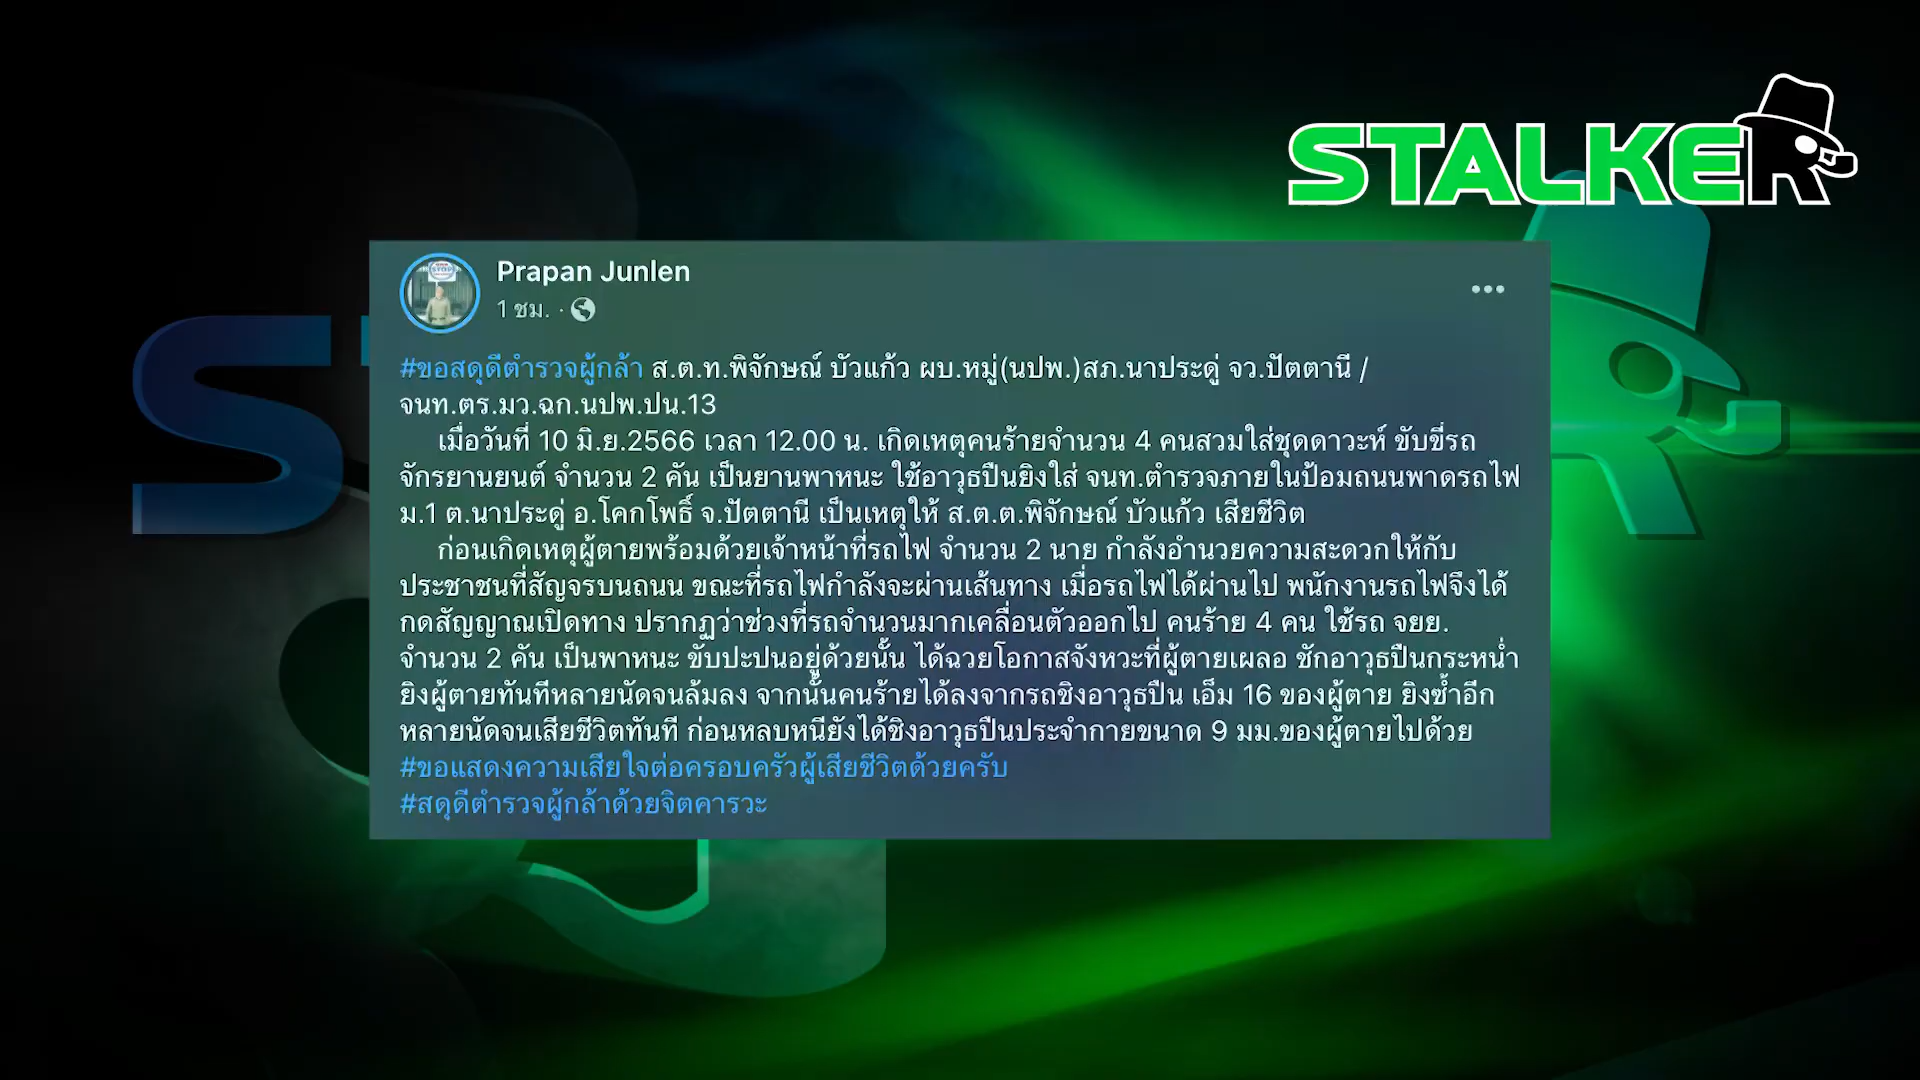 STALKER
Prapan Junlen
1 ชม. ·
#ขอสดุดีตำรวจผู้กล้า ส.ต.ท.พิจักษณ์ บัวแก้ว ผบ.หมู่(นปพ.)สภ.นาประดู่ จว.ปัตตานี /
จนท.ตร.มว.ฉก.นปพ.ปน.13
เมื่อวันที่ 10 มิ.ย.2566 เวลา 12.00 น. เกิดเหตุคนร้ายจำนวน 4 คนสวมใส่ชุดดาวะห์ ขับขี่รถ
จักรยานยนต์ จำนวน 2 คัน เป็นยานพาหนะ ใช้อาวุธปืนยิงใส่ จนท.ตำรวจภายในป้อมถนนพาดรถไฟ
ม.1 ต.นาประดู่ อ.โคกโพธิ์ จ.ปัตตานี เป็นเหตุให้ ส.ต.ต.พิจักษณ์ บัวแก้ว เสียชีวิต
ก่อนเกิดเหตุผู้ตายพร้อมด้วยเจ้าหน้าที่รถไฟ จำนวน 2 นาย กำลังอำนวยความสะดวกให้กับ
ประชาชนที่สัญจรบนถนน ขณะที่รถไฟกำลังจะผ่านเส้นทาง เมื่อรถไฟได้ผ่านไป พนักงานรถไฟจึงได้
กดสัญญาณเปิดทาง ปรากฏว่าช่วงที่รถจำนวนมากเคลื่อนตัวออกไป คนร้าย 4 คน ใช้รถ จยย.
จำนวน 2 คัน เป็นพาหนะ ขับปะปนอยู่ด้วยนั้น ได้ฉวยโอกาสจังหวะที่ผู้ตายเผลอ ชักอาวุธปืนกระหน่ำ
ยิงผู้ตายทันทีหลายนัดจนล้มลง จากนั้นคนร้ายได้ลงจากรถชิงอาวุธปืน เอ็ม 16 ของผู้ตาย ยิงซ้ำอีก
หลายนัดจนเสียชีวิตทันที ก่อนหลบหนียังได้ชิงอาวุธปืนประจำกายขนาด 9 มม.ของผู้ตายไปด้วย
#ขอแสดงความเสียใจต่อครอบครัวผู้เสียชีวิตด้วยครับ
#สดุดีตำรวจผู้กล้าด้วยจิตคารวะ